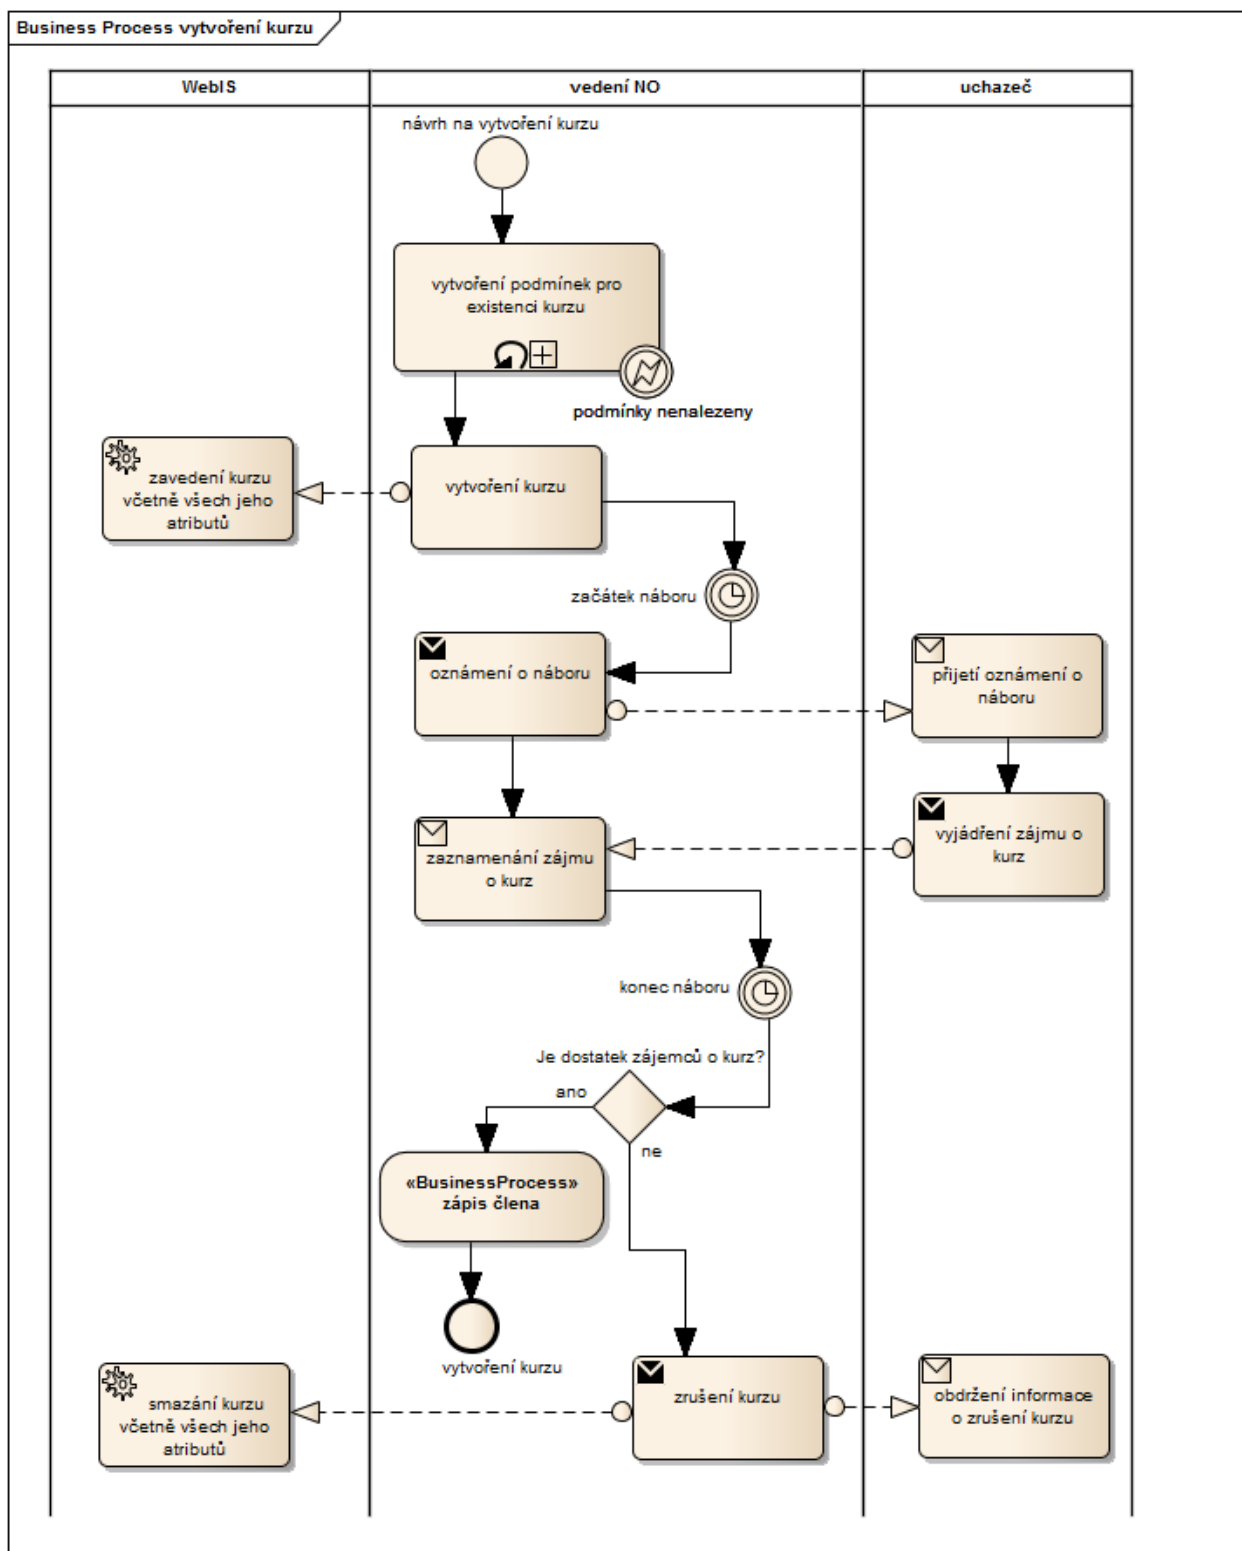 Business Process vytvoření kurzu
WebIS
vedení NO
uchazeč
návrh na vytvoření kurzu
vytvoření podmínek pro
existenci kurzu
podmínky nenalezeny
zavedení kurzu
včetně všech jeho
atributů
vytvoření kurzu
začátek náboru
oznámení o náboru
přijetí oznámení o
náboru
vyjádření zájmu o
kurz
zaznamenání zájmu
o kurz
konec náboru
Je dostatek zájemců o kurz?
ano
ne
«BusinessProcess»
zápis člena
vytvoření kurzu
smazání kurzu
včetně všech jeho
atributů
zrušení kurzu
obdržení informace
o zrušení kurzu